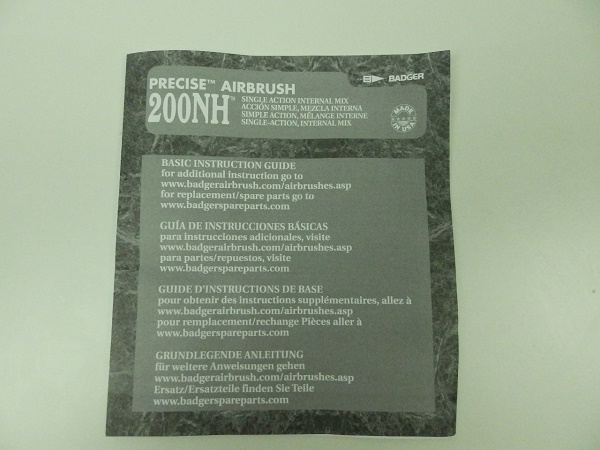 BADGER
PRECISE™ AIRBRUSH
200NH™
SINGLE ACTION INTERNAL MIX
ACCIÓN SIMPLE, MEZCLA INTERNA
SIMPLE ACTION, MÉLANGE INTERNE
SINGLE-ACTION, INTERNAL MIX
MADE
IN USA
BASIC INSTRUCTION GUIDE
for additional instruction go to
www.badgerairbrush.com/airbrushes.asp
for replacement/spare parts go to
www.badgerspareparts.com
GUÍA DE INSTRUCCIONES BÁSICAS
para instrucciones adicionales, visite
www.badgerairbrush.com/airbrushes.asp
para partes/repuestos, visite
www.badgerspareparts.com
GUIDE D'INSTRUCTIONS DE BASE
pour obtenir des instructions supplémentaires, allez à
www.badgerairbrush.com/airbrushes.asp
pour remplacement/rechange Pièces aller à
www.badgerspareparts.com
GRUNDLEGENDE ANLEITUNG
für weitere Anweisungen gehen
www.badgerairbrush.com/airbrushes.asp
Ersatz/Ersatzteile finden Sie Teile
www.badgerspareparts.com